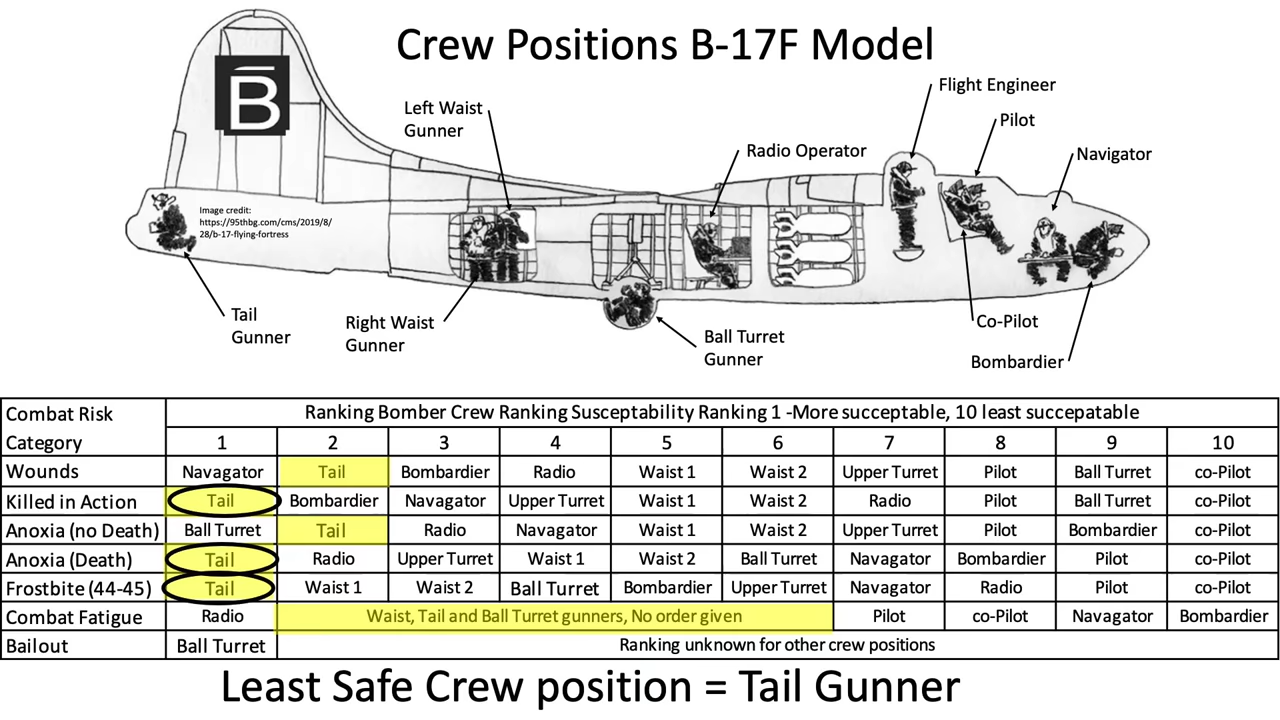 Crew Positions B-17F Model
B
Flight Engineer
Left Waist
Gunner
Pilot
Radio Operator
Navigator
Image credit:
https://95thbg.com/cms/2019/8/
28/b-17-flying-fortress
Tail
Gunner
Right Waist
Gunner
Ball Turret
Gunner
Co-Pilot
Bombardier
Combat Risk Ranking Bomber Crew Ranking Susceptability Ranking 1 -More succeptable, 10 least succepatable
Category 1 2 3 4 5 6 7 8 9 10
Wounds Navagator Tail Bombardier Radio Waist 1 Waist 2 Upper Turret Pilot Ball Turret co-Pilot
Killed in Action Tail Bombardier Navagator Upper Turret Waist 1 Waist 2 Radio Pilot Ball Turret co-Pilot
Anoxia (no Death) Ball Turret Tail Radio Navagator Waist 1 Waist 2 Upper Turret Pilot Bombardier co-Pilot
Anoxia (Death) Tail Radio Upper Turret Waist 1 Waist 2 Ball Turret Navagator Bombardier Pilot co-Pilot
Frostbite (44-45) Tail Waist 1 Waist 2 Ball Turret Bombardier Upper Turret Navagator Radio Pilot co-Pilot
Combat Fatigue Radio Waist, Tail and Ball Turret gunners, No order given Pilot co-Pilot Navagator Bombardier
Bailout Ball Turret Ranking unknown for other crew positions
Least Safe Crew position = Tail Gunner